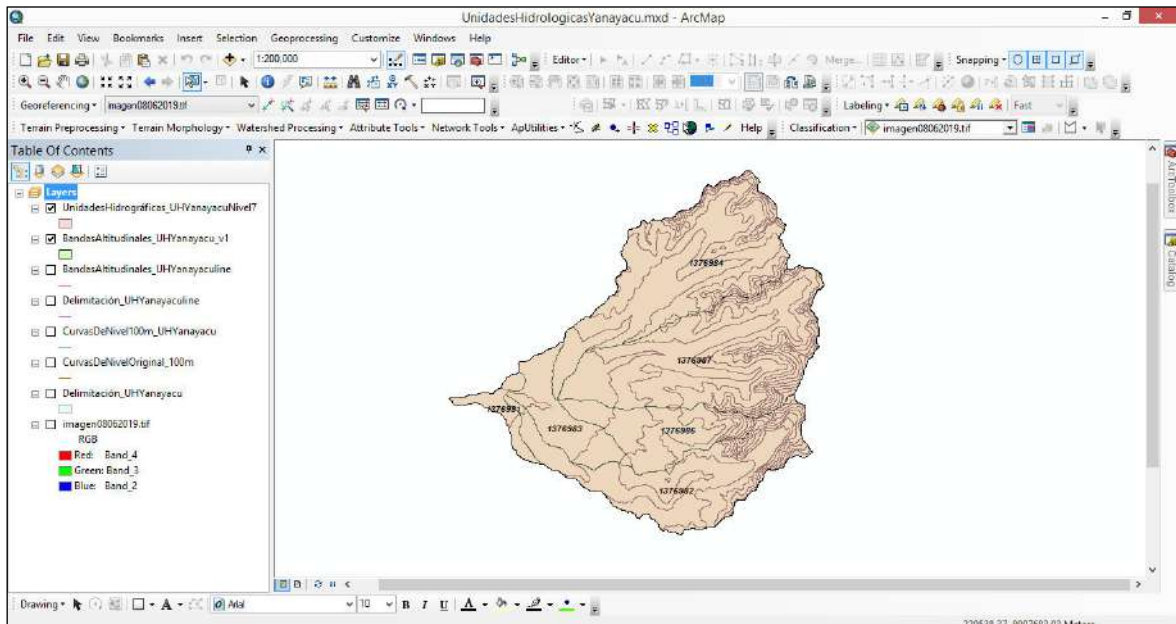 UnidadesHidrologicasYanayacu.mxd - ArcMap
File Edit View Bookmarks Insert Selection Geoprocessing Customize Windows Help
1:200,000 Editor Merge... Snapping
Georeferencing imagen08062019.tif Labeling Fast
Terrain Preprocessing Terrain Morphology Watershed Processing Attribute Tools Network Tools ApUtilities Help Classification imagen08062019.tif
Table Of Contents
Layers
UnidadesHidrográficas_UHYanayacuNivel7
BandasAltitudinales_UHYanayacu_v1
BandasAltitudinales_UHYanayaculine
Delimitación_UHYanayaculine
CurvasDeNivel100m_UHYanayacu
CurvasDeNivelOriginal_100m
Delimitación_UHYanayacu
imagen08062019.tif
RGB
Red: Band_4
Green: Band_3
Blue: Band_2
1376984
1376987
1376981
1376983
1376985
1376982
ArcToolbox
Catalog
Drawing A Arial 10 B I U A